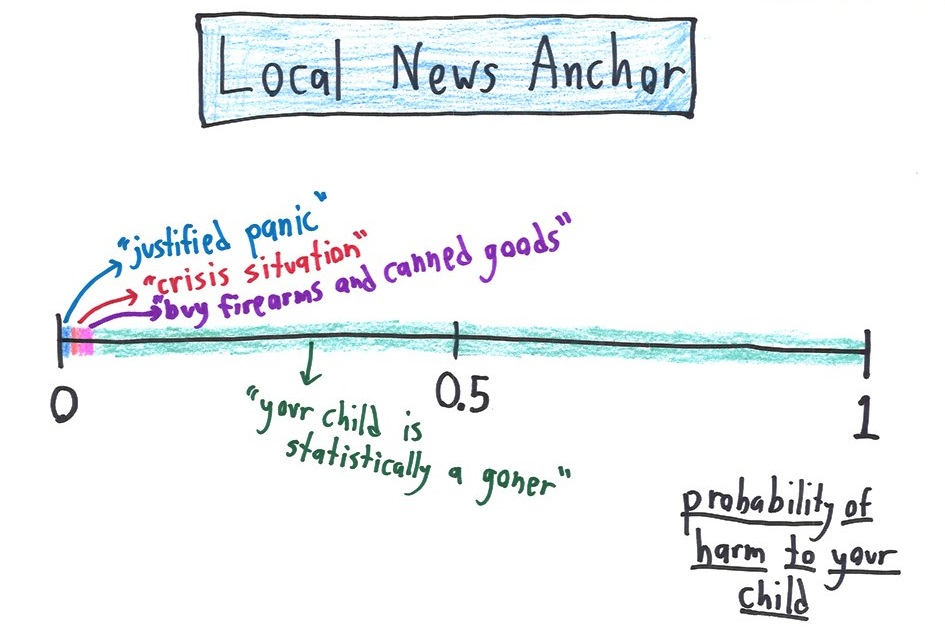 Local News Anchor
"justified panic"
"crisis situation"
"buy firearms and canned goods"
0
0.5
1
"your child is
statistically a goner"
probability of
harm to your
child